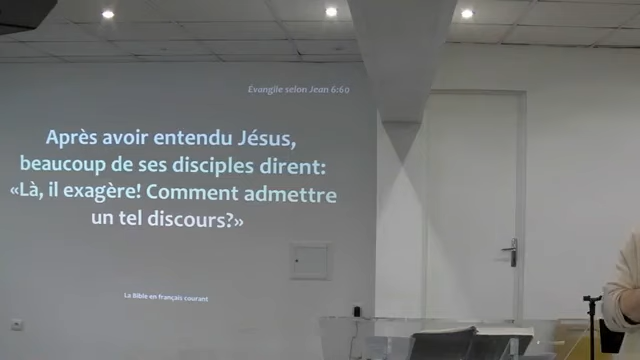 Evangile selon Jean 6:60
Après avoir entendu Jésus,
beaucoup de ses disciples dirent:
«Là, il exagère! Comment admettre
un tel discours?»
La Bible en français courant